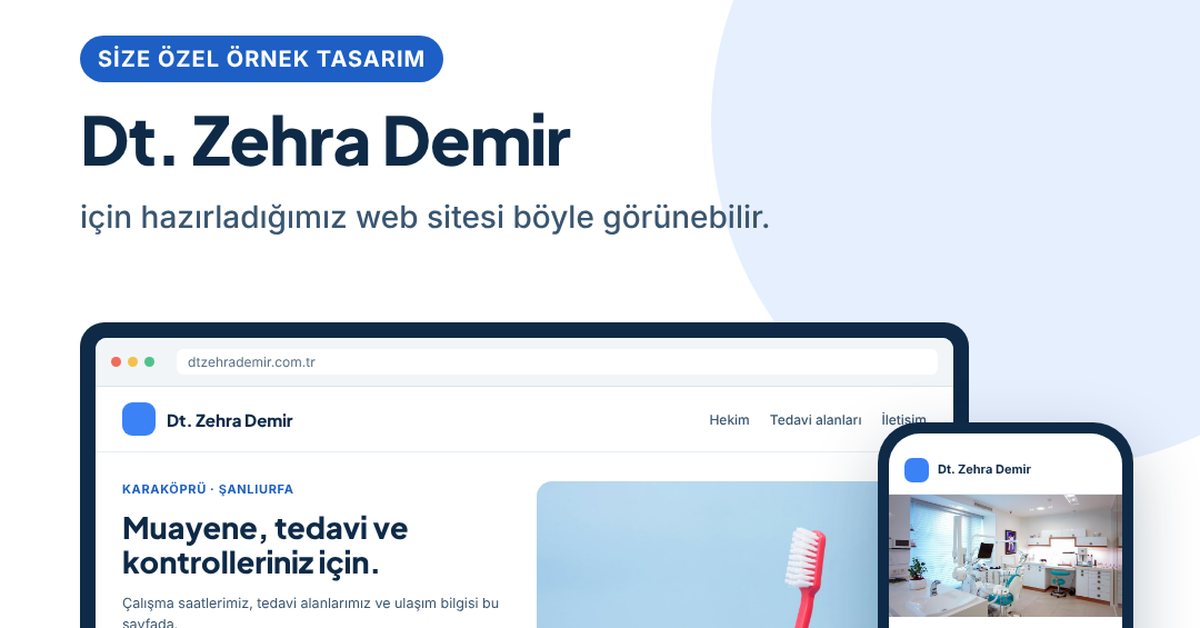 SİZE ÖZEL ÖRNEK TASARIM
Dt. Zehra Demir
için hazırladığımız web sitesi böyle görünebilir.
dtzehrademir.com.tr
Dt. Zehra Demir
Hekim Tedavi alanları İletişim
KARAKÖPRÜ · ŞANLIURFA
Muayene, tedavi ve
kontrolleriniz için.
Çalışma saatlerimiz, tedavi alanlarımız ve ulaşım bilgisi bu
sayfada.
Dt. Zehra Demir